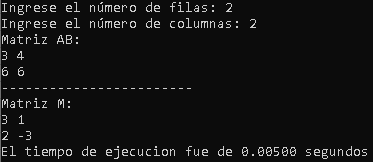 Ingrese el número de filas: 2
Ingrese el número de columnas: 2
Matriz AB:
3 4
6 6
------------------------
Matriz M:
3 1
2 -3
El tiempo de ejecucion fue de 0.00500 segundos